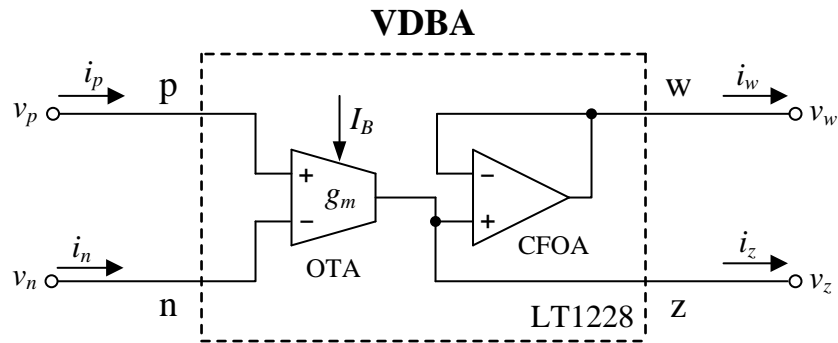 VDBA
i_p p w i_w
v_p I_B v_w
+ −
g_m
− + CFOA
i_n OTA i_z
v_n v_z
n LT1228 z